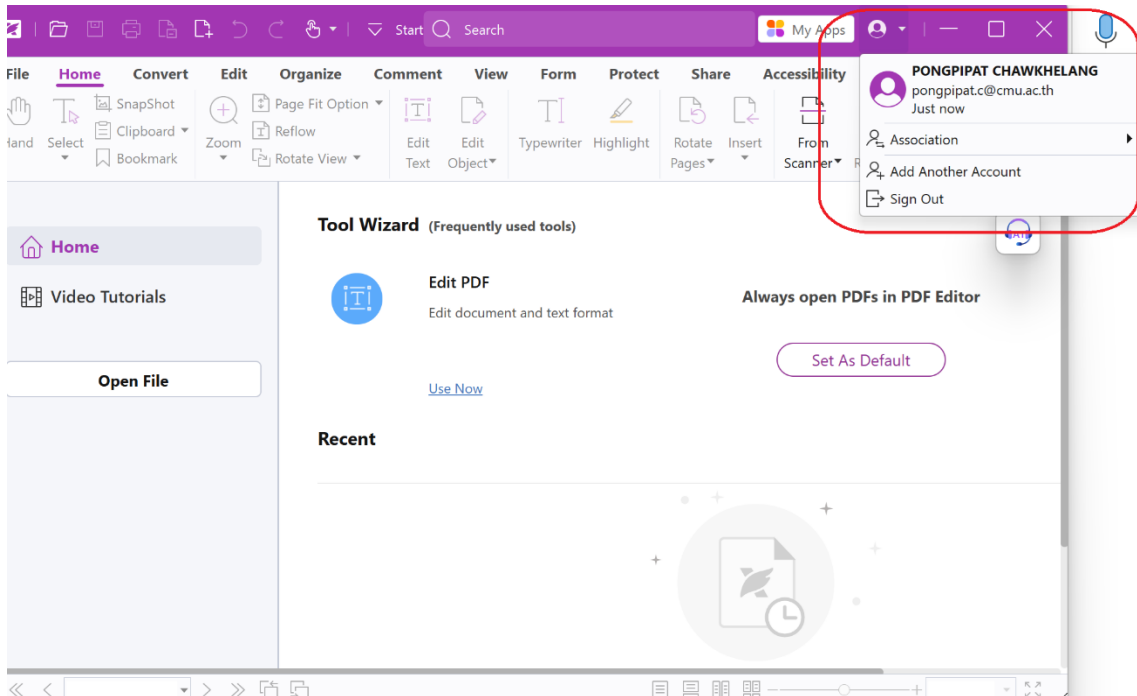 Start
Search
My Apps
File Home Convert Edit Organize Comment View Form Protect Share Accessibility
PONGPIPAT CHAWKHELANG
pongpipat.c@cmu.ac.th
Just now
Association
Add Another Account
Sign Out
Hand
Select
SnapShot
Clipboard
Bookmark
Zoom
Page Fit Option
Reflow
Rotate View
Edit
Text
Edit
Object
Typewriter
Highlight
Rotate
Pages
Insert
From
Scanner
Home
Video Tutorials
Open File
Tool Wizard (Frequently used tools)
Edit PDF
Edit document and text format
Use Now
Always open PDFs in PDF Editor
Set As Default
Recent
AI